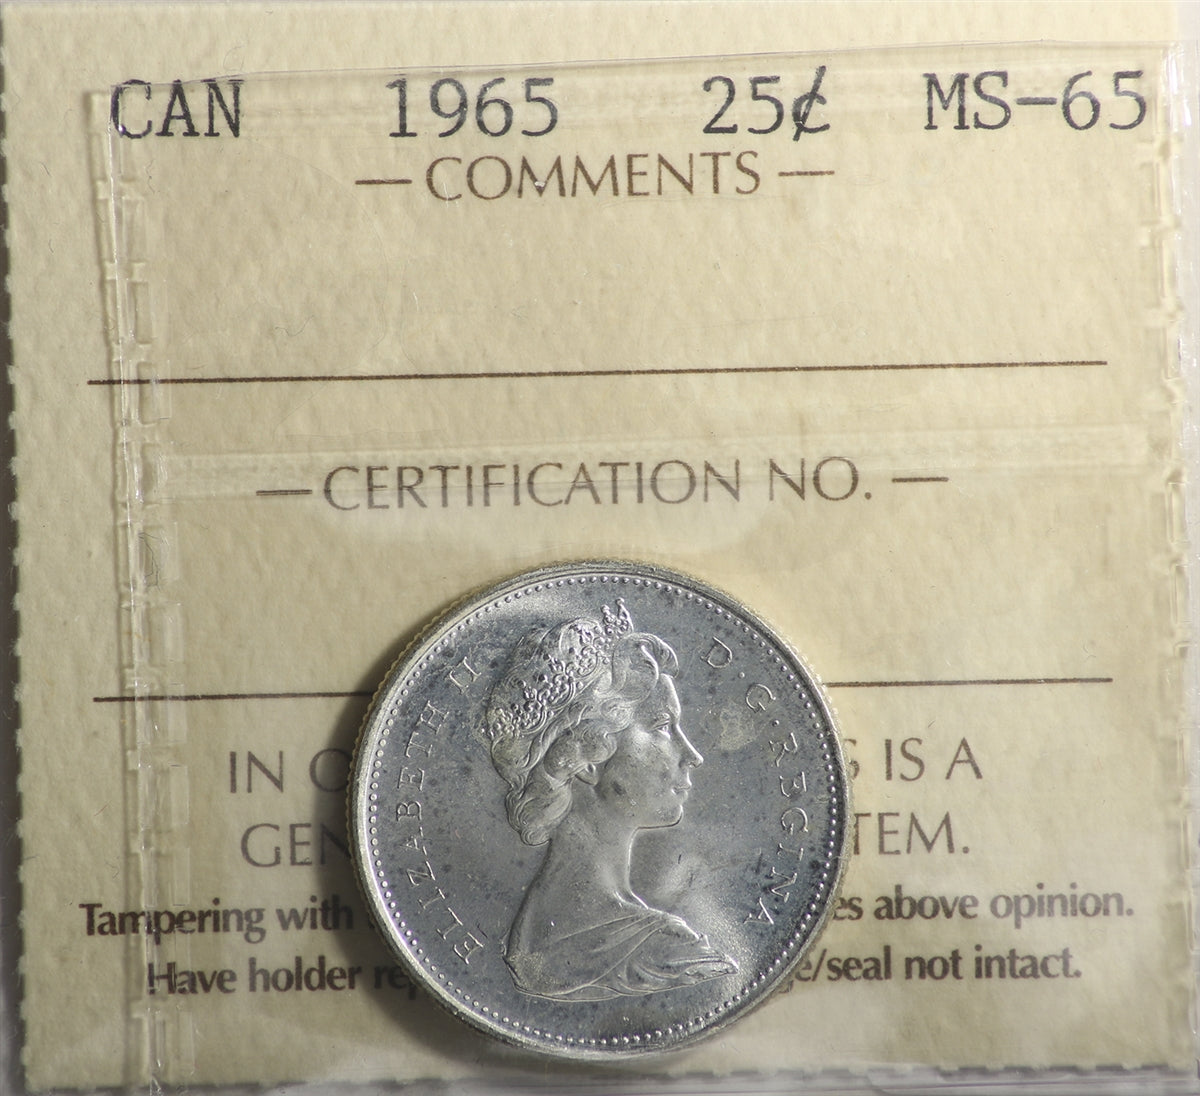 CAN 1965 25¢ MS-65
— COMMENTS —
— CERTIFICATION NO. —
ELIZABETH II D·G·REGINA
IN O S IS A
GEN TEM.
Tampering with es above opinion.
Have holder re e/seal not intact.